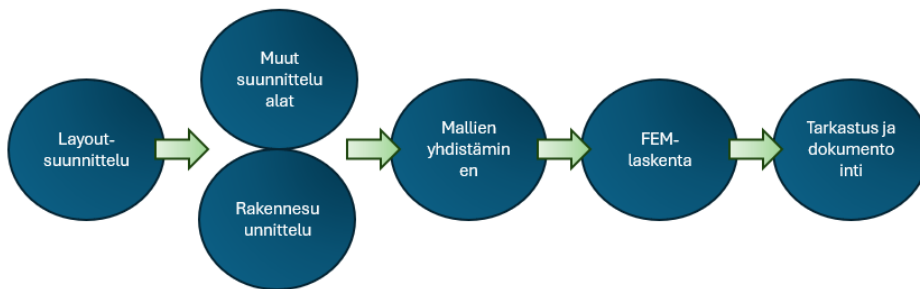 Layout-
suunnittelu
Muut
suunnittelu
alat
Rakennesu
unnittelu
Mallien
yhdistämin
en
FEM-
laskenta
Tarkastus ja
dokumento
inti